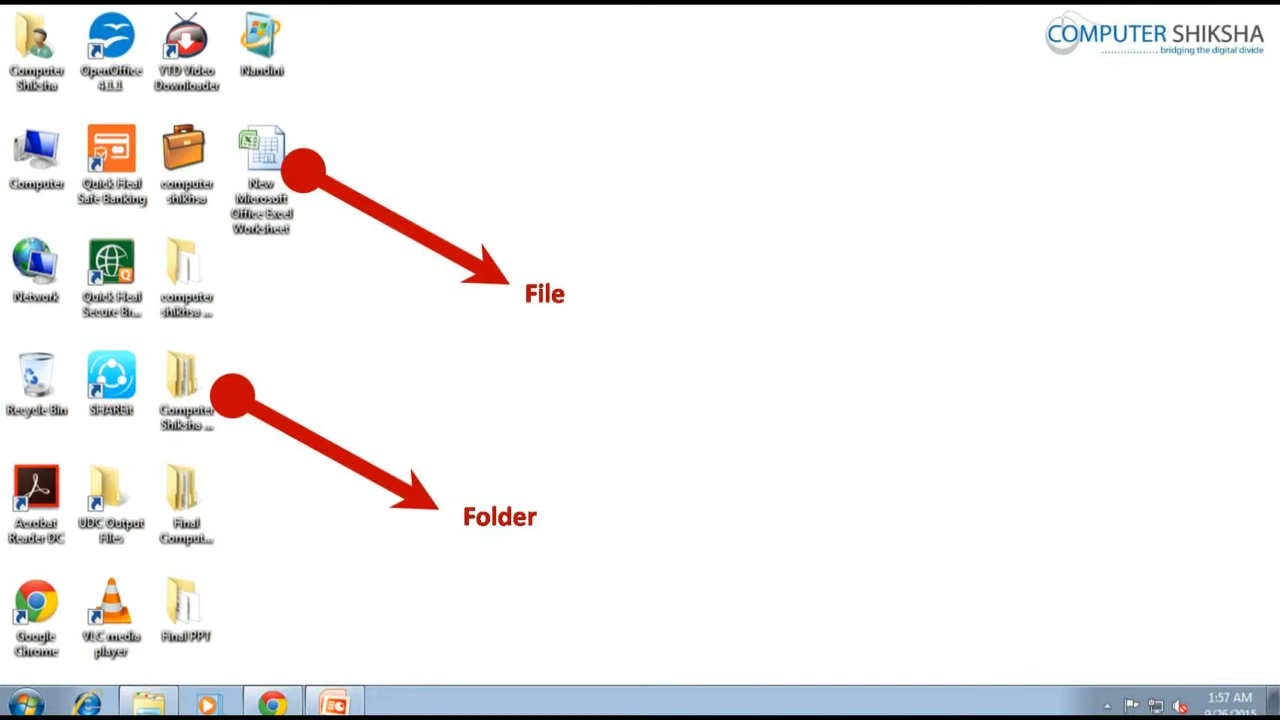 COMPUTER SHIKSHA
bridging the digital divide
Computer
Shiksha
OpenOffice
4.1.1
YTD Video
Downloader
Nandini
Computer
Quick Heal
Safe Banking
computer
shikhsa
New
Microsoft
Office Excel
Worksheet
File
Network
Quick Heal
Secure Br...
computer
shikhsa ...
Recycle Bin
SHAREit
Computer
Shiksha ...
Folder
Acrobat
Reader DC
UDC Output
Files
Final
Comput...
Google
Chrome
VLC media
player
Final PPT
1:57 AM
9/26/2015